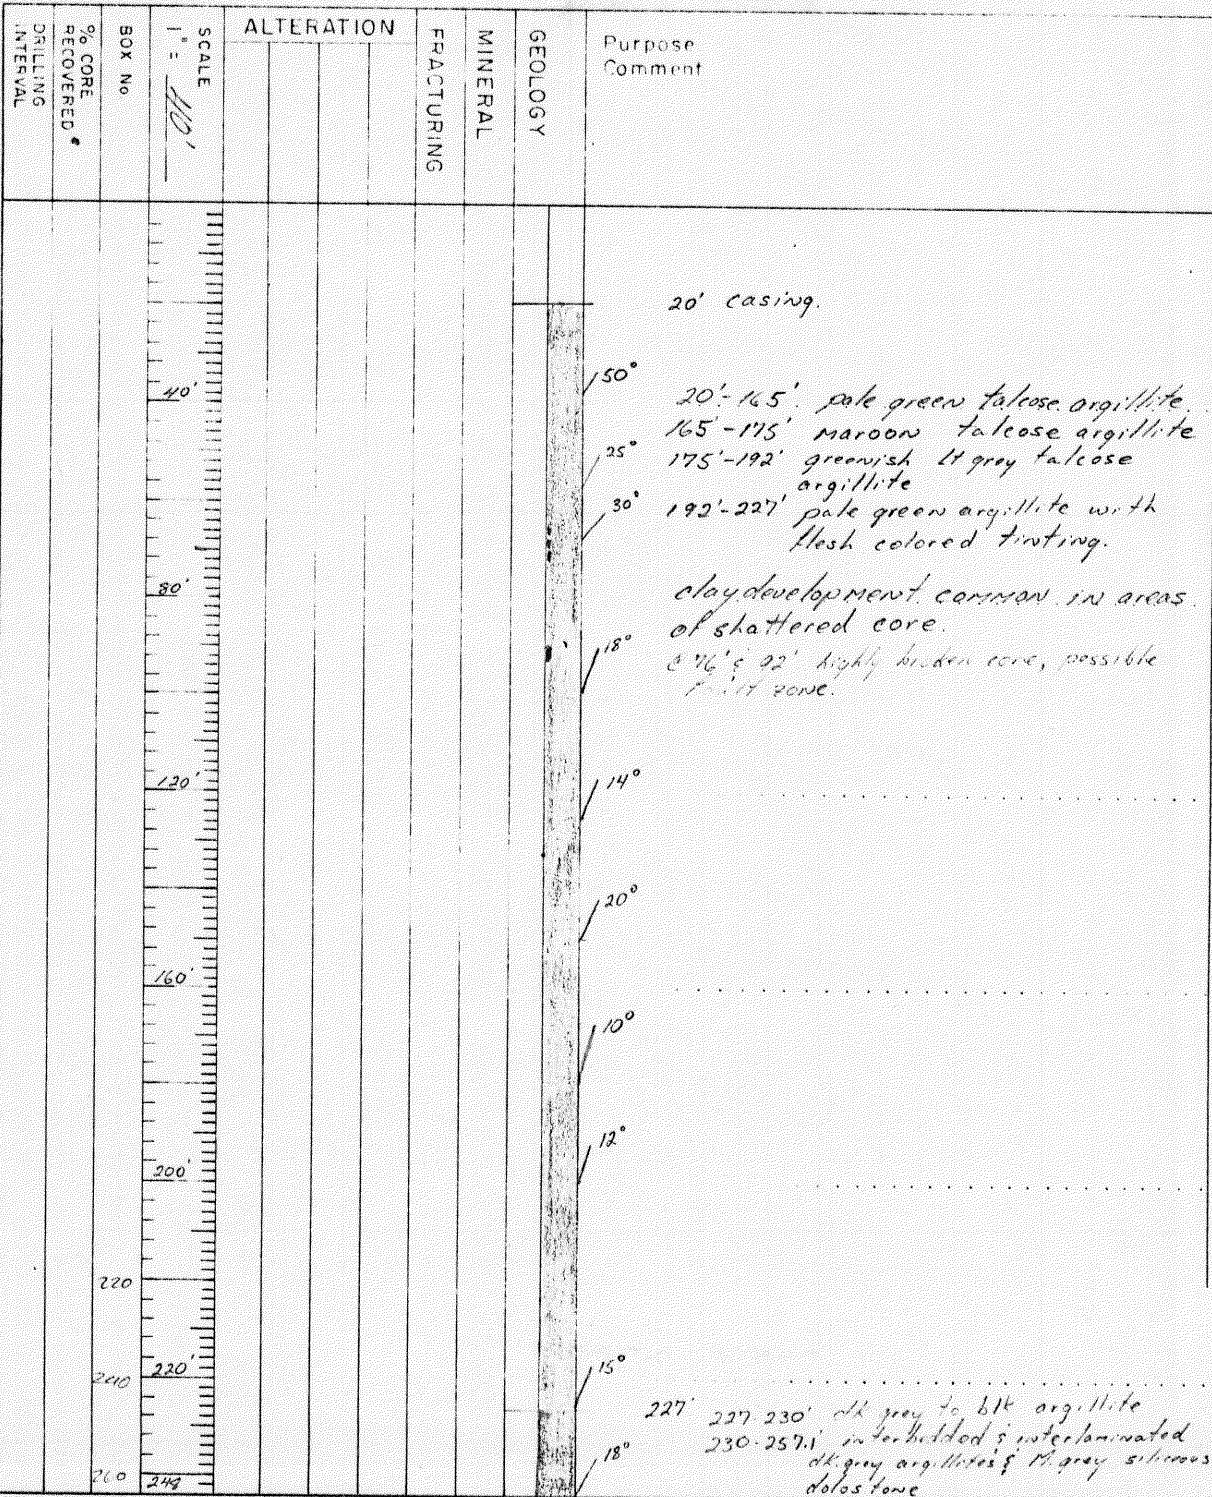 DRILLING
INTERVAL
% CORE
RECOVERED
BOX No
SCALE
1" = 40'
ALTERATION
FRACTURING
MINERAL
GEOLOGY
Purpose
Comment
20' casing.
50°
40'
20'-165' pale green talcose argillite.
165'-175' maroon talcose argillite
25°
175'-192' greenish lt grey talcose
argillite
30°
192'-227' pale green argillite with
flesh colored tinting.
80'
clay development common in areas
of shattered core.
18°
@ 76' & 92' highly broken core, possible
zone.
120'
14°
20°
160'
10°
12°
200'
220
15°
240
220'
227'
227-230' dk grey to blk argillite
230-257.1' interbedded & interlaminated
18°
dk. grey argillites & M. grey siliceous
dolostone
260
248